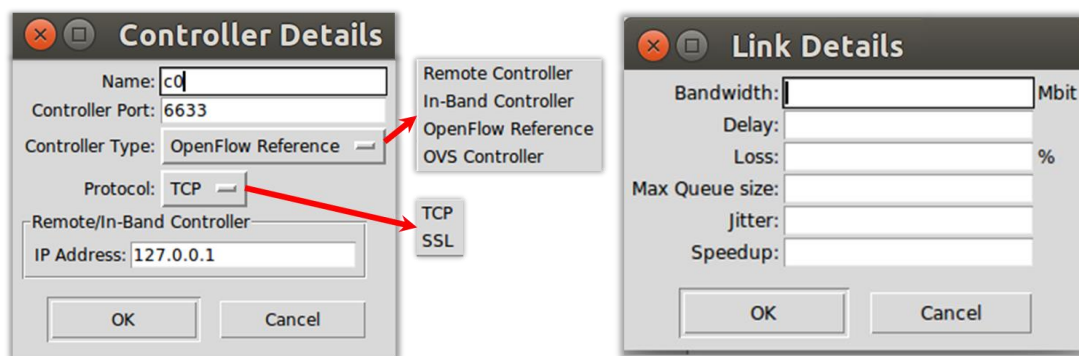 Controller Details
Name: c0
Controller Port: 6633
Controller Type: OpenFlow Reference
Protocol: TCP
Remote/In-Band Controller
IP Address: 127.0.0.1
OK Cancel
Remote Controller
In-Band Controller
OpenFlow Reference
OVS Controller
TCP
SSL
Link Details
Bandwidth: Mbit
Delay:
Loss: %
Max Queue size:
Jitter:
Speedup:
OK Cancel